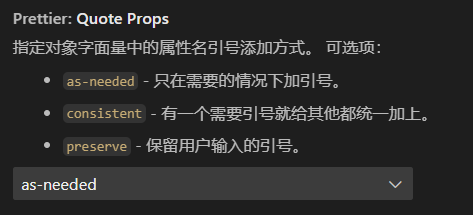 Prettier: Quote Props
指定对象字面量中的属性名引号添加方式。 可选项：
as-needed - 只在需要的情况下加引号。
consistent - 有一个需要引号就给其他都统一加上。
preserve - 保留用户输入的引号。
as-needed